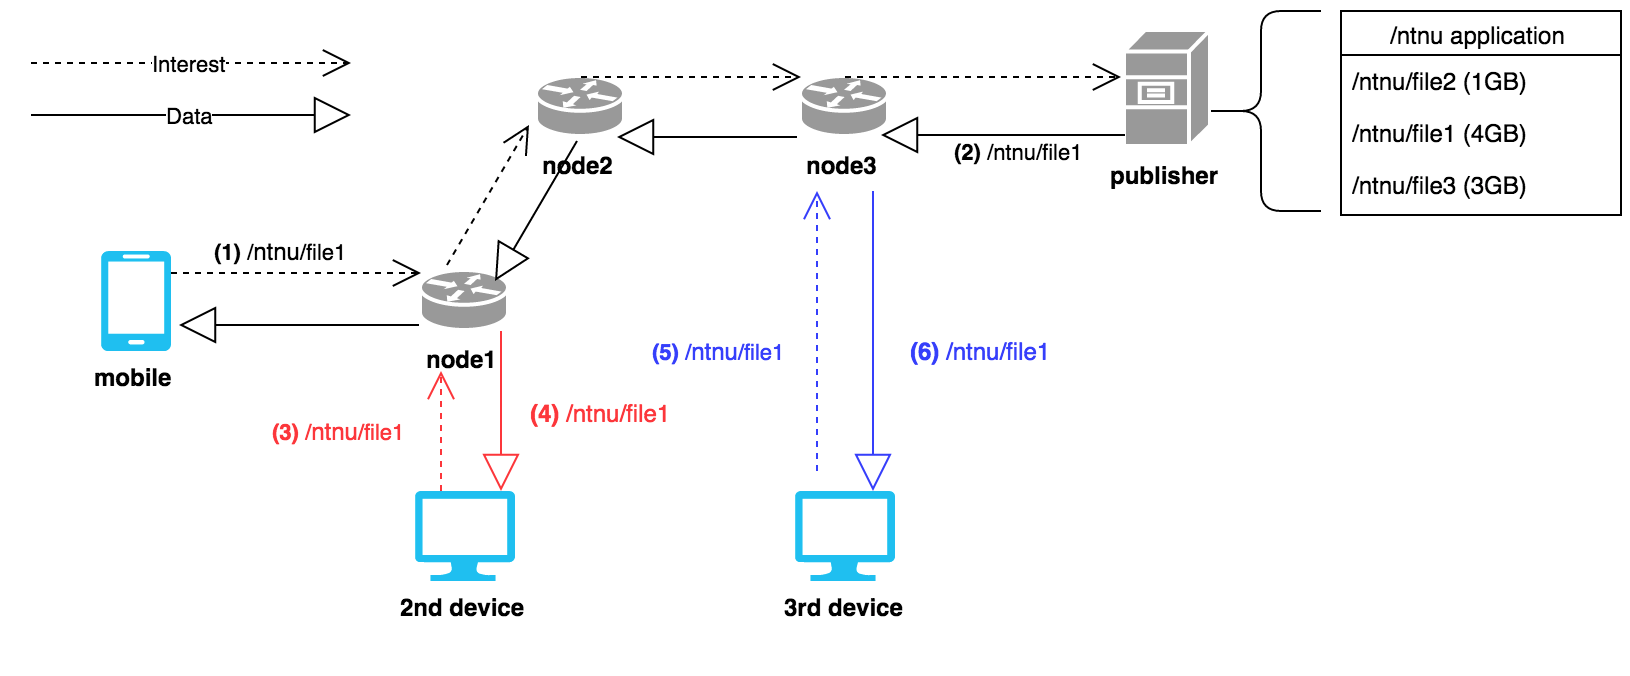 Interest
Data
node2
node3
(2) /ntnu/file1
publisher
/ntnu application
/ntnu/file2 (1GB)
/ntnu/file1 (4GB)
/ntnu/file3 (3GB)
(1) /ntnu/file1
mobile
node1
(3) /ntnu/file1
(4) /ntnu/file1
(5) /ntnu/file1
(6) /ntnu/file1
2nd device
3rd device